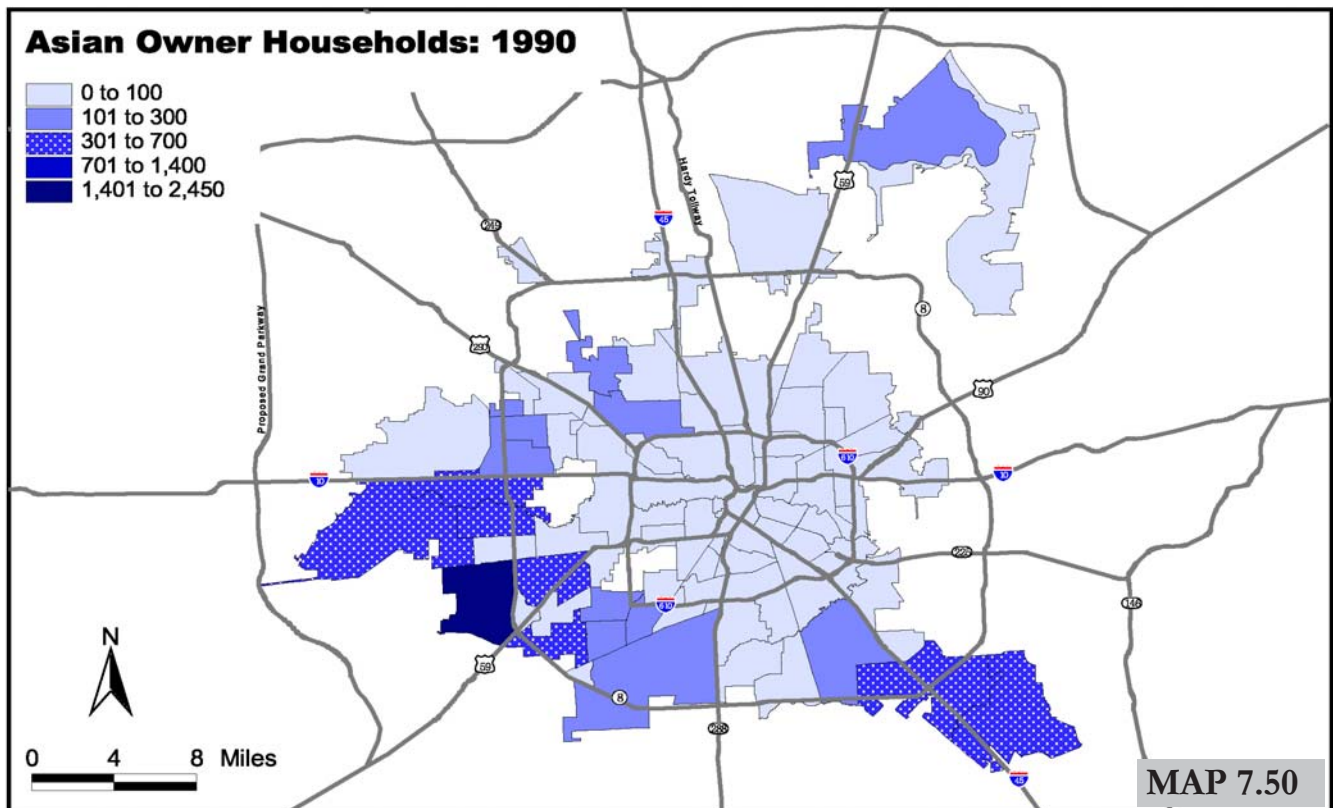 Asian Owner Households: 1990
0 to 100
101 to 300
301 to 700
701 to 1,400
1,401 to 2,450
Hardy Tollway
59
45
249
8
Proposed Grand Parkway
290
90
610
10
10
225
146
610
N
59
8
288
0 4 8 Miles
45
MAP 7.50